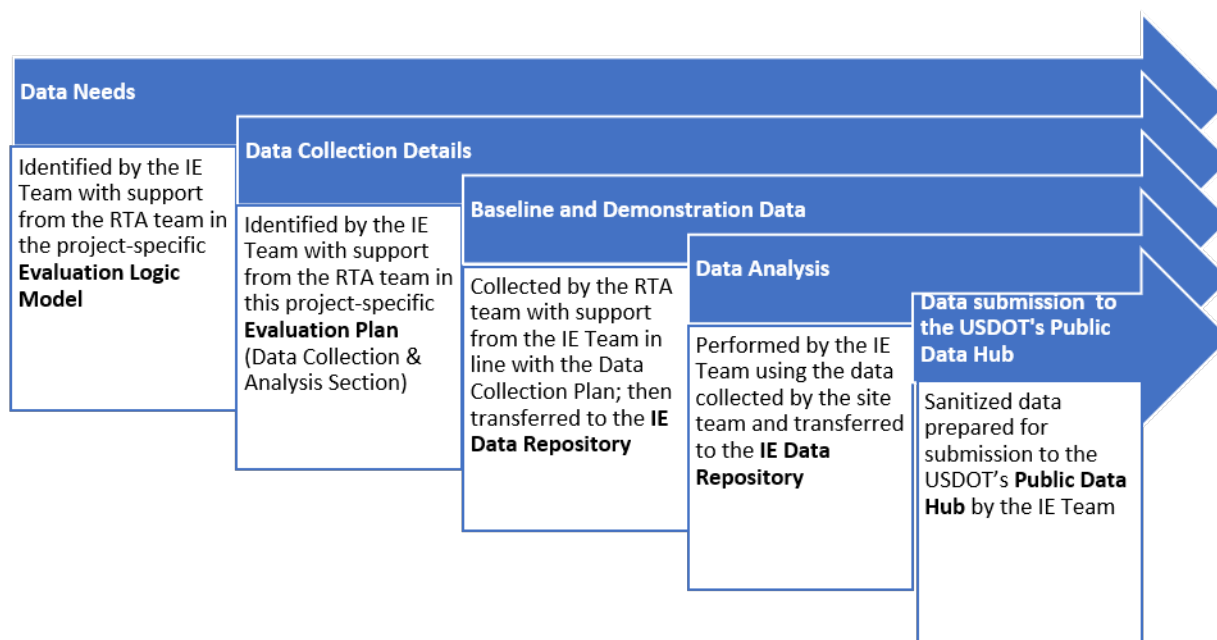 Data Needs
Identified by the IE
Team with support
from the RTA team in
the project-specific
Evaluation Logic
Model
Data Collection Details
Identified by the IE
Team with support
from the RTA team in
this project-specific
Evaluation Plan
(Data Collection &
Analysis Section)
Baseline and Demonstration Data
Collected by the RTA
team with support
from the IE Team in
line with the Data
Collection Plan; then
transferred to the IE
Data Repository
Data Analysis
Performed by the IE
Team using the data
collected by the site
team and transferred
to the IE Data
Repository
Data submission to
the USDOT's Public
Data Hub
Sanitized data
prepared for
submission to the
USDOT’s Public Data
Hub by the IE Team